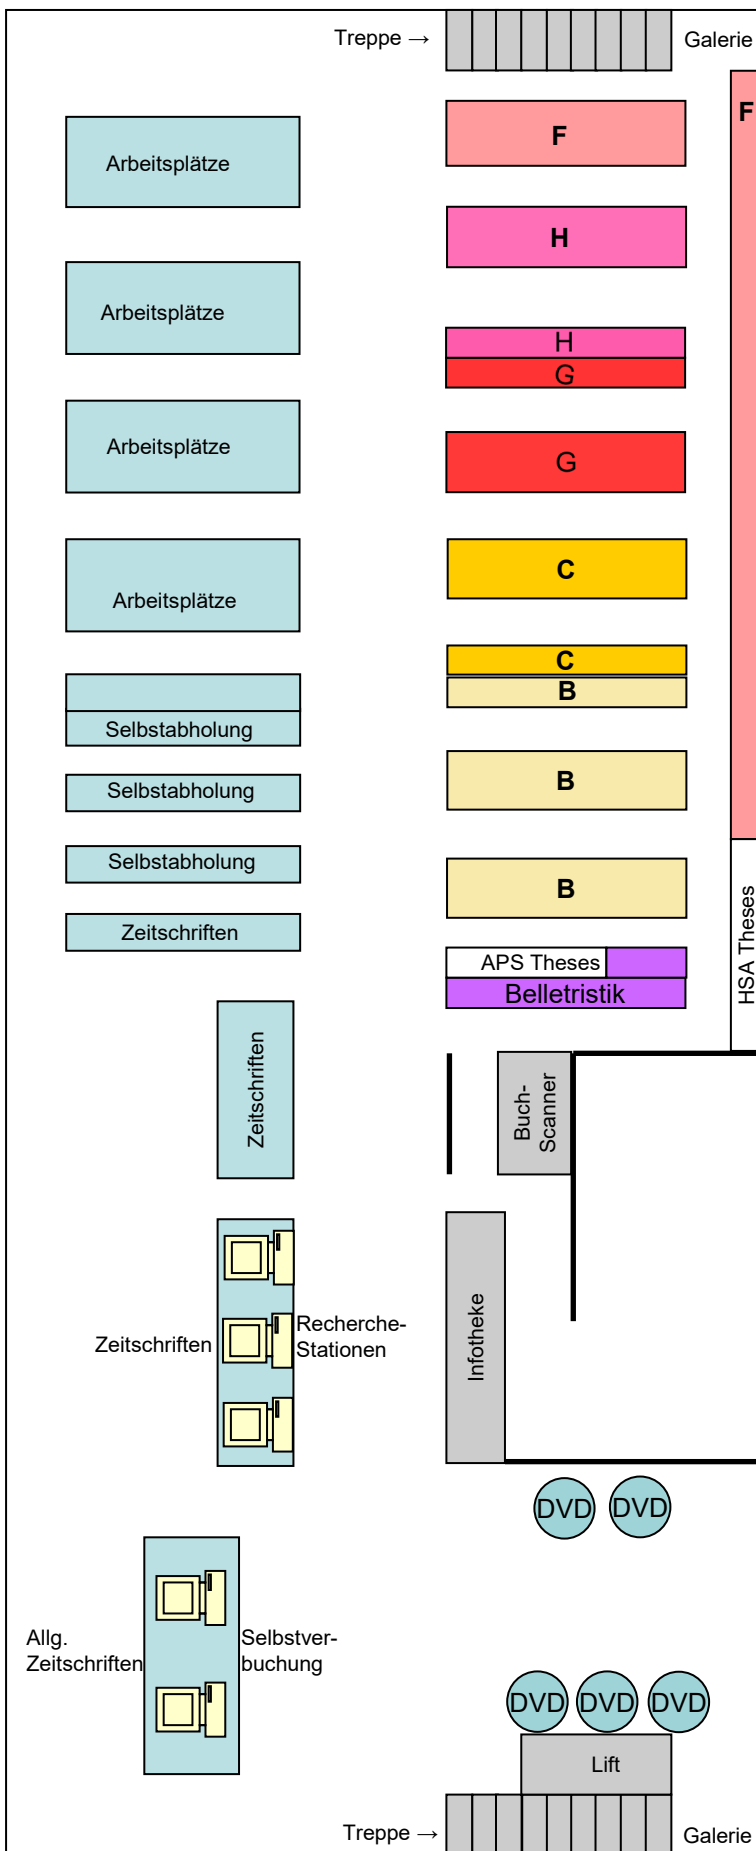 Treppe →
Galerie
F
F
Arbeitsplätze
H
Arbeitsplätze
H
G
Arbeitsplätze
G
C
Arbeitsplätze
C
B
Selbstabholung
B
Selbstabholung
Selbstabholung
B
Zeitschriften
APS Theses
Belletristik
HSA Theses
Zeitschriften
Buch-
Scanner
Zeitschriften
Recherche-
Stationen
Infotheke
DVD
DVD
Allg.
Zeitschriften
Selbstver-
buchung
DVD
DVD
DVD
Lift
Treppe →
Galerie